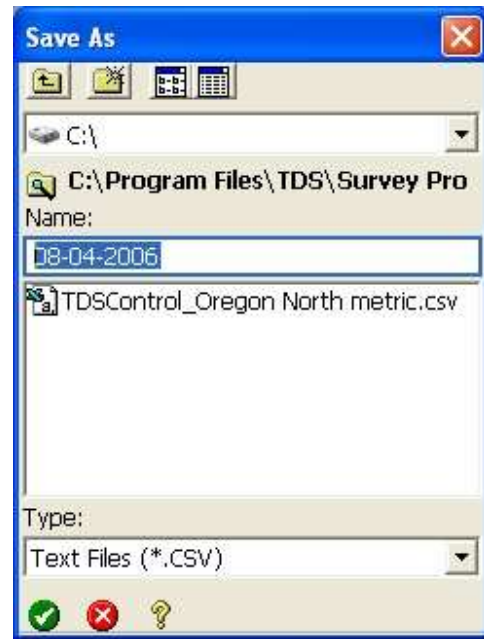 Save As
C:\
C:\Program Files\TDS\Survey Pro
Name:
08-04-2006
TDSControl_Oregon North metric.csv
Type:
Text Files (*.CSV)